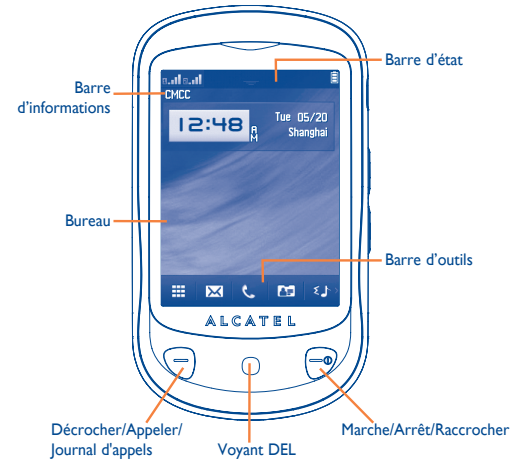 Barre d'état
Barre
d'informations
CMCC
12:48 AM
Tue 05/20
Shanghai
Bureau
Barre d'outils
ALCATEL
Décrocher/Appeler/
Journal d'appels
Voyant DEL
Marche/Arrêt/Raccrocher